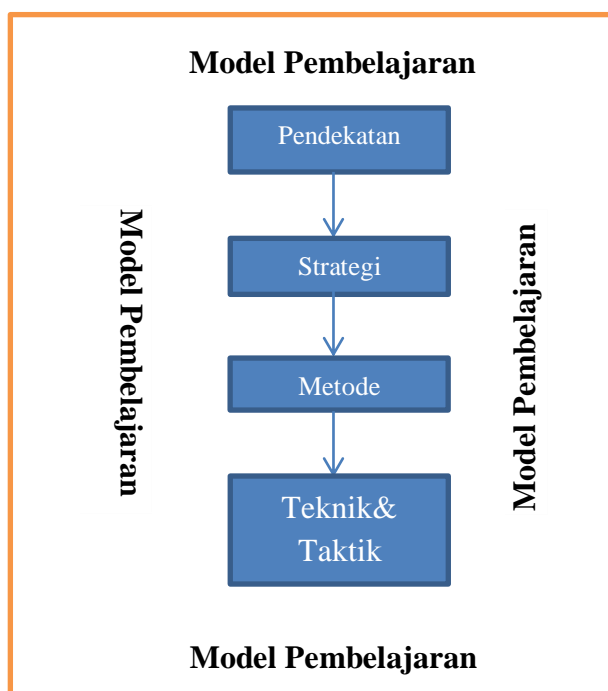 Model Pembelajaran
Pendekatan
Model Pembelajaran
Strategi
Model Pembelajaran
Metode
Teknik&
Taktik
Model Pembelajaran